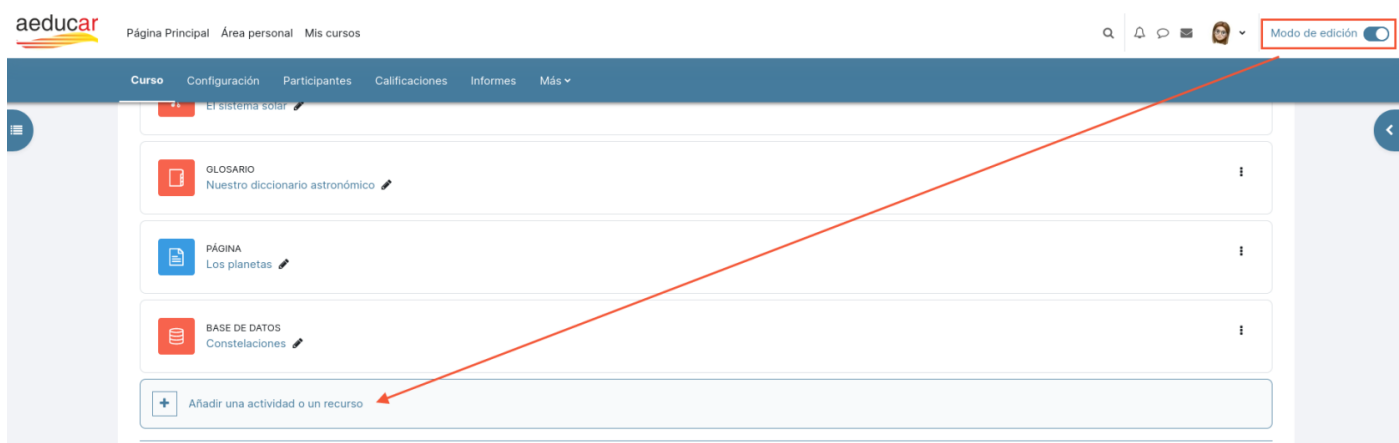 aeducar
Página Principal Área personal Mis cursos
Modo de edición
Curso Configuración Participantes Calificaciones Informes Más
El sistema solar
GLOSARIO
Nuestro diccionario astronómico
PÁGINA
Los planetas
BASE DE DATOS
Constelaciones
+ Añadir una actividad o un recurso